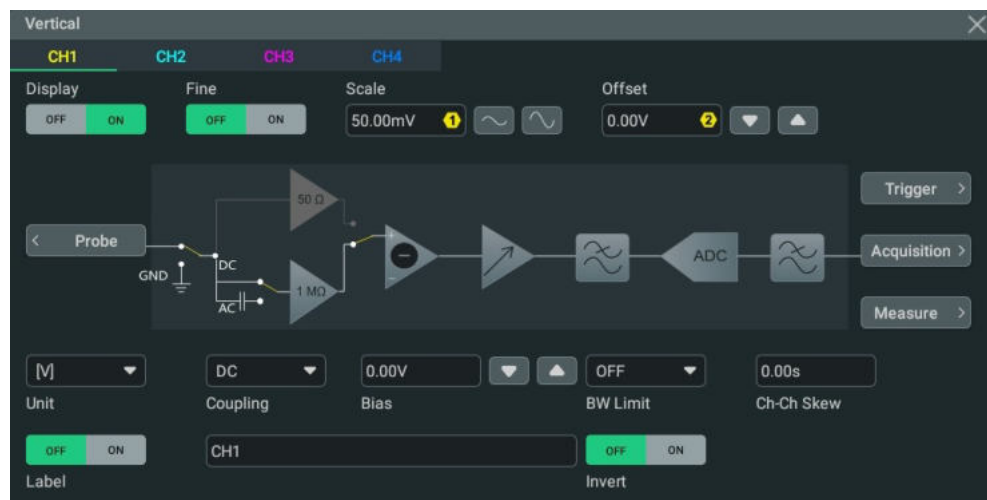 Vertical
CH1 CH2 CH3 CH4
Display Fine Scale Offset
OFF ON OFF ON 50.00mV 1 0.00V 2
50 Ω
Trigger >
< Probe
+
DC
GND
ADC
Acquisition >
−
1 MΩ
AC
Measure >
[V] DC 0.00V OFF 0.00s
Unit Coupling Bias BW Limit Ch-Ch Skew
OFF ON CH1 OFF ON
Label Invert